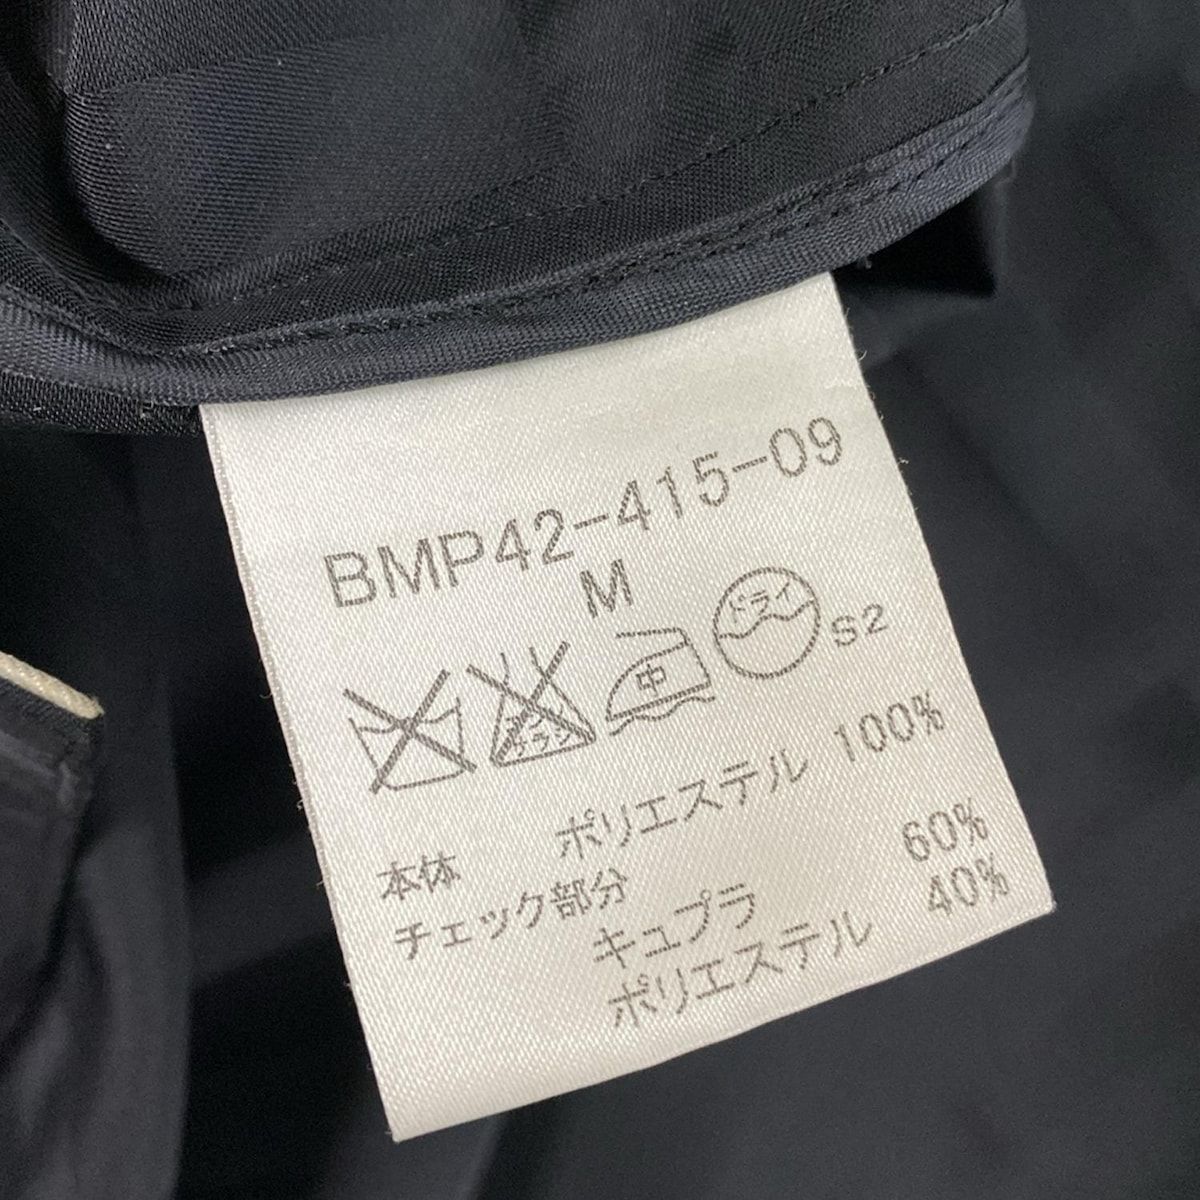 BMP42-415-09
M
中 ドライ S2
本体 ポリエステル 100%
チェック部分
キュプラ 60%
ポリエステル 40%